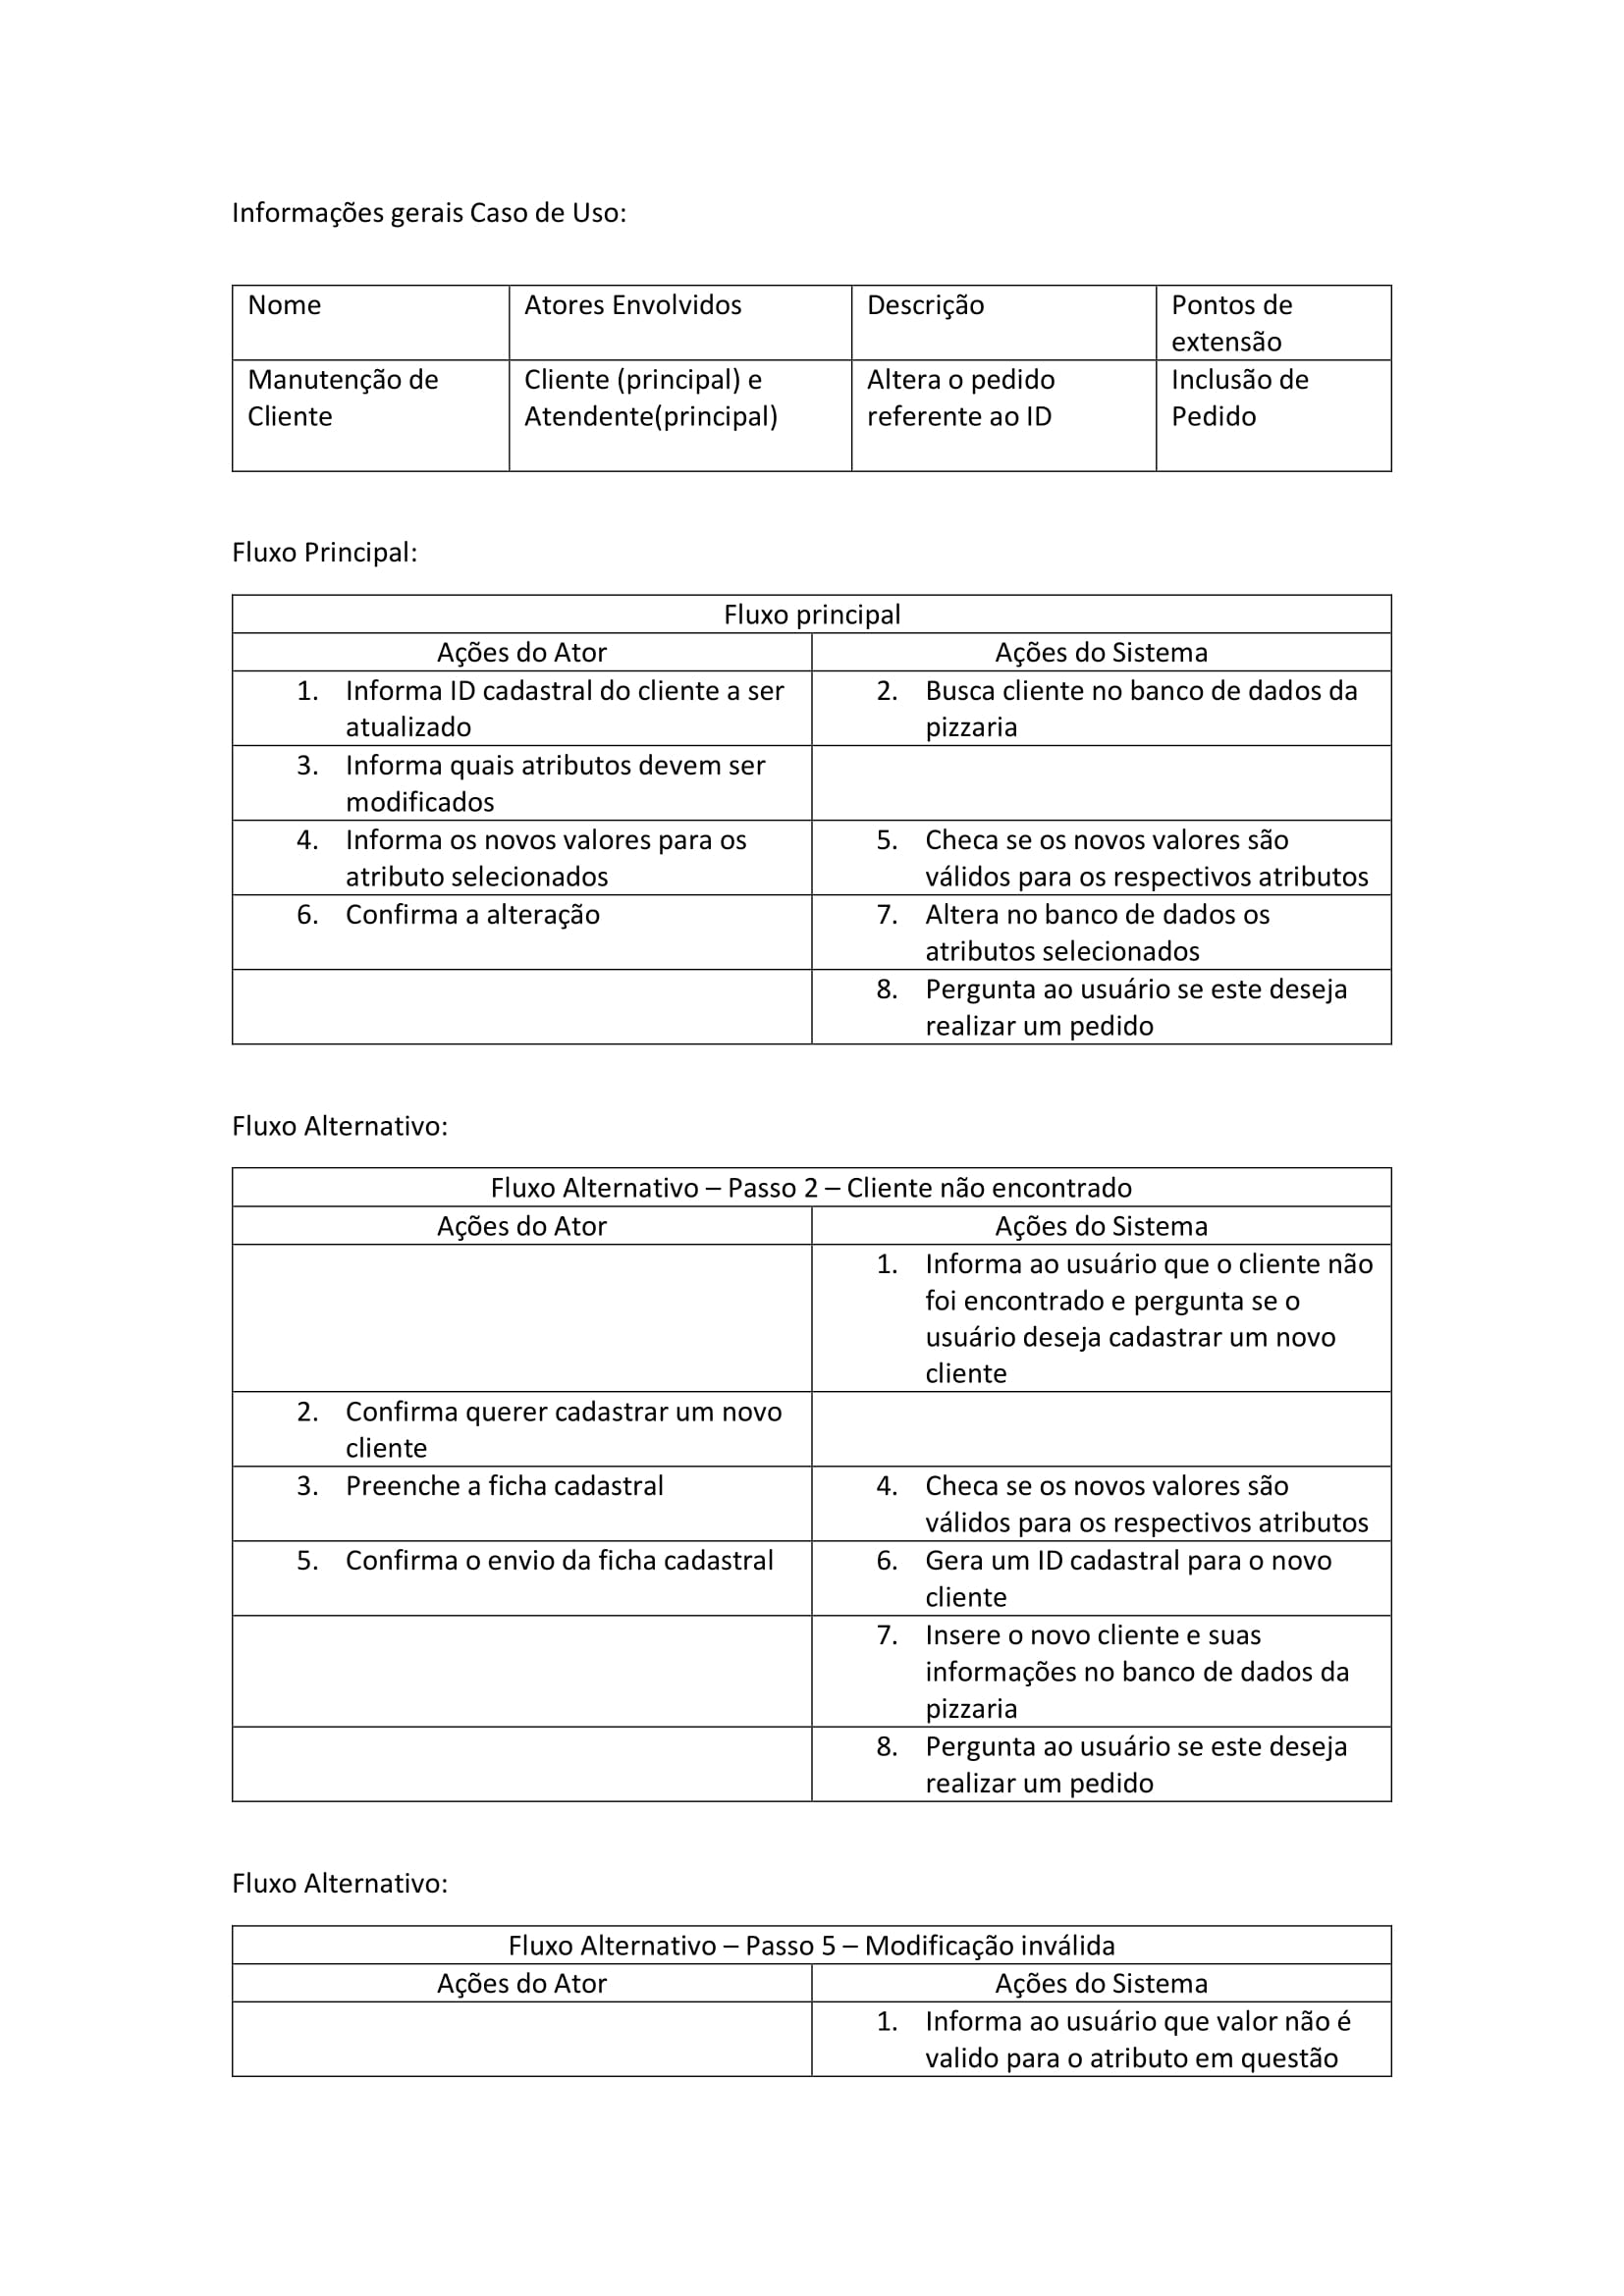 Informações gerais Caso de Uso:
Nome
Atores Envolvidos
Descrição
Pontos de
extensão
Manutenção de
Cliente
Cliente (principal) e
Atendente(principal)
Altera o pedido
referente ao ID
Inclusão de
Pedido
Fluxo Principal:
Fluxo principal
Ações do Ator
Ações do Sistema
1. Informa ID cadastral do cliente a ser
atualizado
2. Busca cliente no banco de dados da
pizzaria
3. Informa quais atributos devem ser
modificados
4. Informa os novos valores para os
atributo selecionados
5. Checa se os novos valores são
válidos para os respectivos atributos
6. Confirma a alteração
7. Altera no banco de dados os
atributos selecionados
8. Pergunta ao usuário se este deseja
realizar um pedido
Fluxo Alternativo:
Fluxo Alternativo – Passo 2 – Cliente não encontrado
Ações do Ator
Ações do Sistema
1. Informa ao usuário que o cliente não
foi encontrado e pergunta se o
usuário deseja cadastrar um novo
cliente
2. Confirma querer cadastrar um novo
cliente
3. Preenche a ficha cadastral
4. Checa se os novos valores são
válidos para os respectivos atributos
5. Confirma o envio da ficha cadastral
6. Gera um ID cadastral para o novo
cliente
7. Insere o novo cliente e suas
informações no banco de dados da
pizzaria
8. Pergunta ao usuário se este deseja
realizar um pedido
Fluxo Alternativo:
Fluxo Alternativo – Passo 5 – Modificação inválida
Ações do Ator
Ações do Sistema
1. Informa ao usuário que valor não é
valido para o atributo em questão